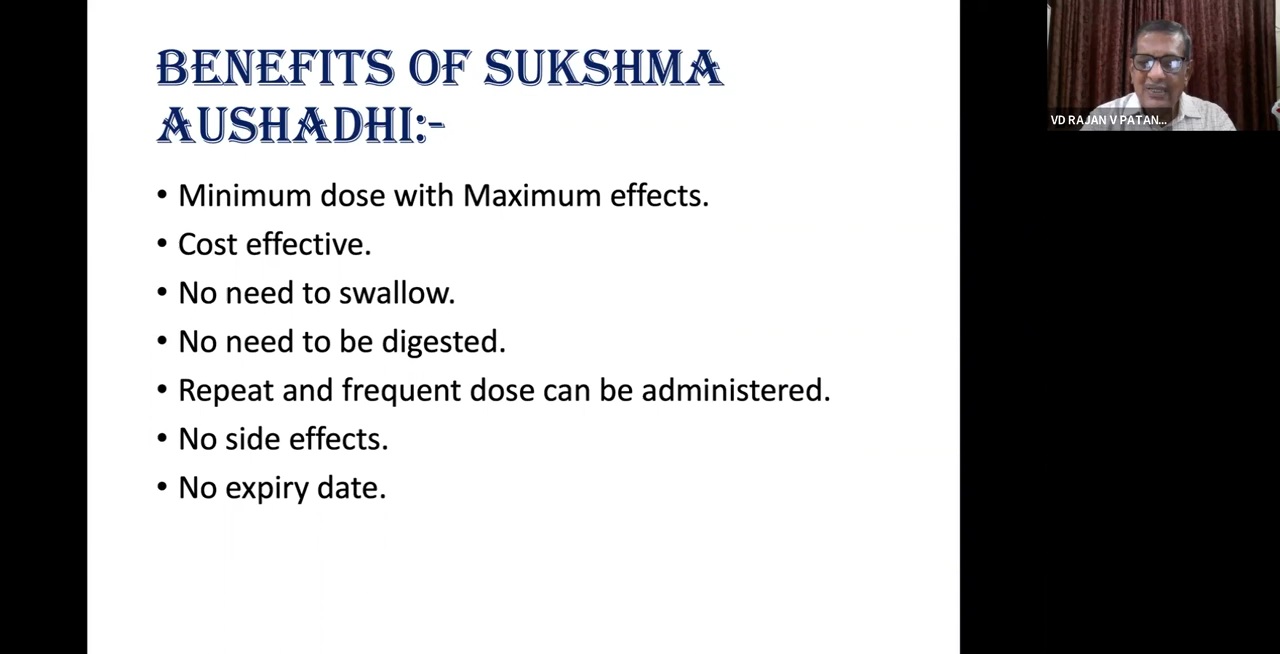 BENEFITS OF SUKSHMA
AUSHADHI:-
• Minimum dose with Maximum effects.
• Cost effective.
• No need to swallow.
• No need to be digested.
• Repeat and frequent dose can be administered.
• No side effects.
• No expiry date.
VD RAJAN V PATAN...